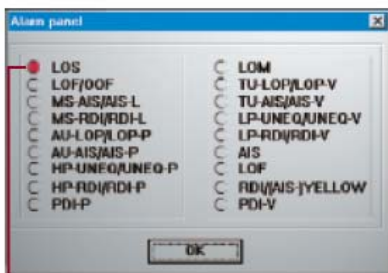 Alarm panel
LOS
LOF/OOF
MS-AIS/AIS-L
MS-RDI/RDI-L
AU-LOP/LOP-P
AU-AIS/AIS-P
HP-UNEQ/UNEQ-P
HP-RDI/RDI-P
PDI-P
LOM
TU-LOP/LOP-V
TU-AIS/AIS-V
LP-UNEQ/UNEQ-V
LP-RDI/RDI-V
AIS
LOF
RDI/(AIS-)YELLOW
PDI-V
OK